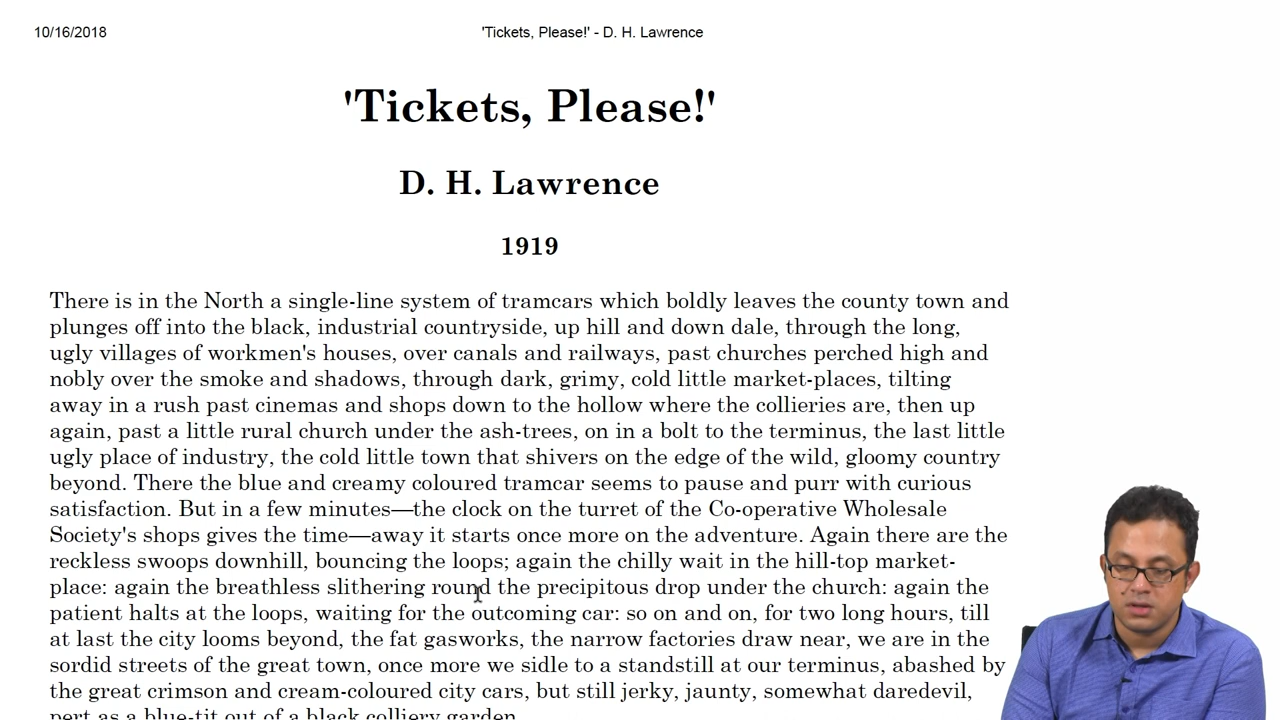 10/16/2018
'Tickets, Please!' - D. H. Lawrence
'Tickets, Please!'
D. H. Lawrence
1919
There is in the North a single-line system of tramcars which boldly leaves the county town and
plunges off into the black, industrial countryside, up hill and down dale, through the long,
ugly villages of workmen's houses, over canals and railways, past churches perched high and
nobly over the smoke and shadows, through dark, grimy, cold little market-places, tilting
away in a rush past cinemas and shops down to the hollow where the collieries are, then up
again, past a little rural church under the ash-trees, on in a bolt to the terminus, the last little
ugly place of industry, the cold little town that shivers on the edge of the wild, gloomy country
beyond. There the blue and creamy coloured tramcar seems to pause and purr with curious
satisfaction. But in a few minutes—the clock on the turret of the Co-operative Wholesale
Society's shops gives the time—away it starts once more on the adventure. Again there are the
reckless swoops downhill, bouncing the loops; again the chilly wait in the hill-top market-
place: again the breathless slithering round the precipitous drop under the church: again the
patient halts at the loops, waiting for the outcoming car: so on and on, for two long hours, till
at last the city looms beyond, the fat gasworks, the narrow factories draw near, we are in the
sordid streets of the great town, once more we sidle to a standstill at our terminus, abashed by
the great crimson and cream-coloured city cars, but still jerky, jaunty, somewhat daredevil,
pert as a blue-tit out of a black colliery garden.